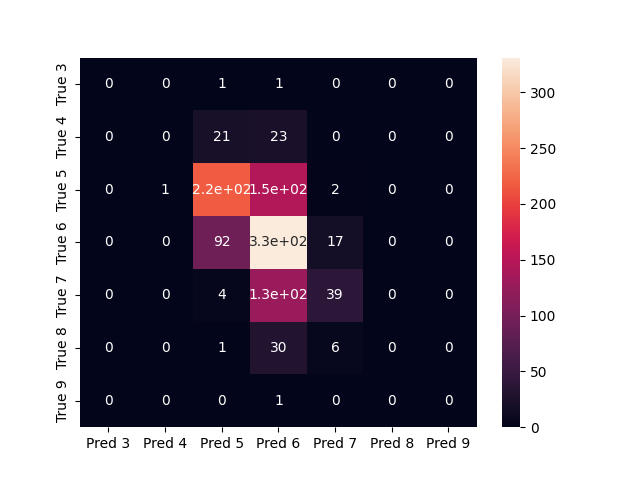 True 3 0 0 1 1 0 0 0
True 4 0 0 21 23 0 0 0
True 5 0 1 2.2e+02 1.5e+02 2 0 0
True 6 0 0 92 3.3e+02 17 0 0
True 7 0 0 4 1.3e+02 39 0 0
True 8 0 0 1 30 6 0 0
True 9 0 0 0 1 0 0 0
Pred 3 Pred 4 Pred 5 Pred 6 Pred 7 Pred 8 Pred 9
300
250
200
150
100
50
0